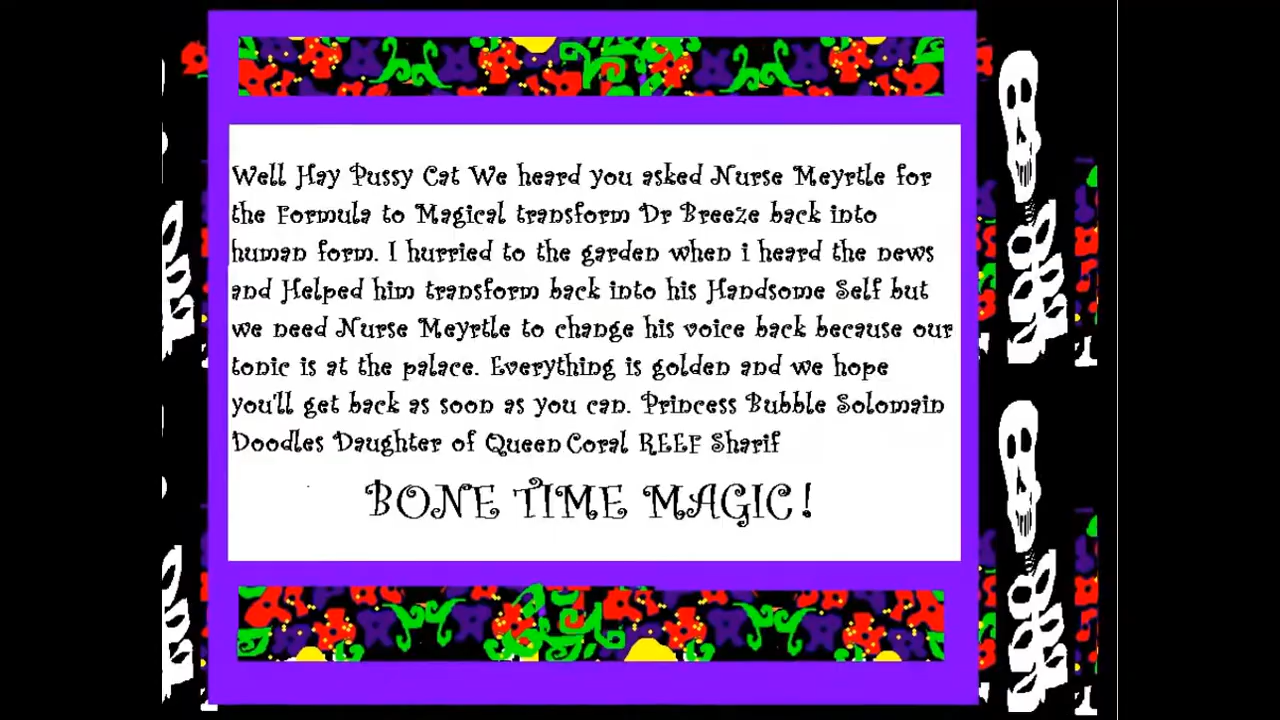 Well Hay Pussy Cat We heard you asked Nurse Meyrtle for
the Formula to Magical transform Dr Breeze back into
human form. I hurried to the garden when i heard the news
and Helped him transform back into his Handsome Self but
we need Nurse Meyrtle to change his voice back because our
tonic is at the palace. Everything is golden and we hope
you'll get back as soon as you can. Princess Bubble Solomain
Doodles Daughter of Queen Coral REEF Sharif
BONE TIME MAGIC!